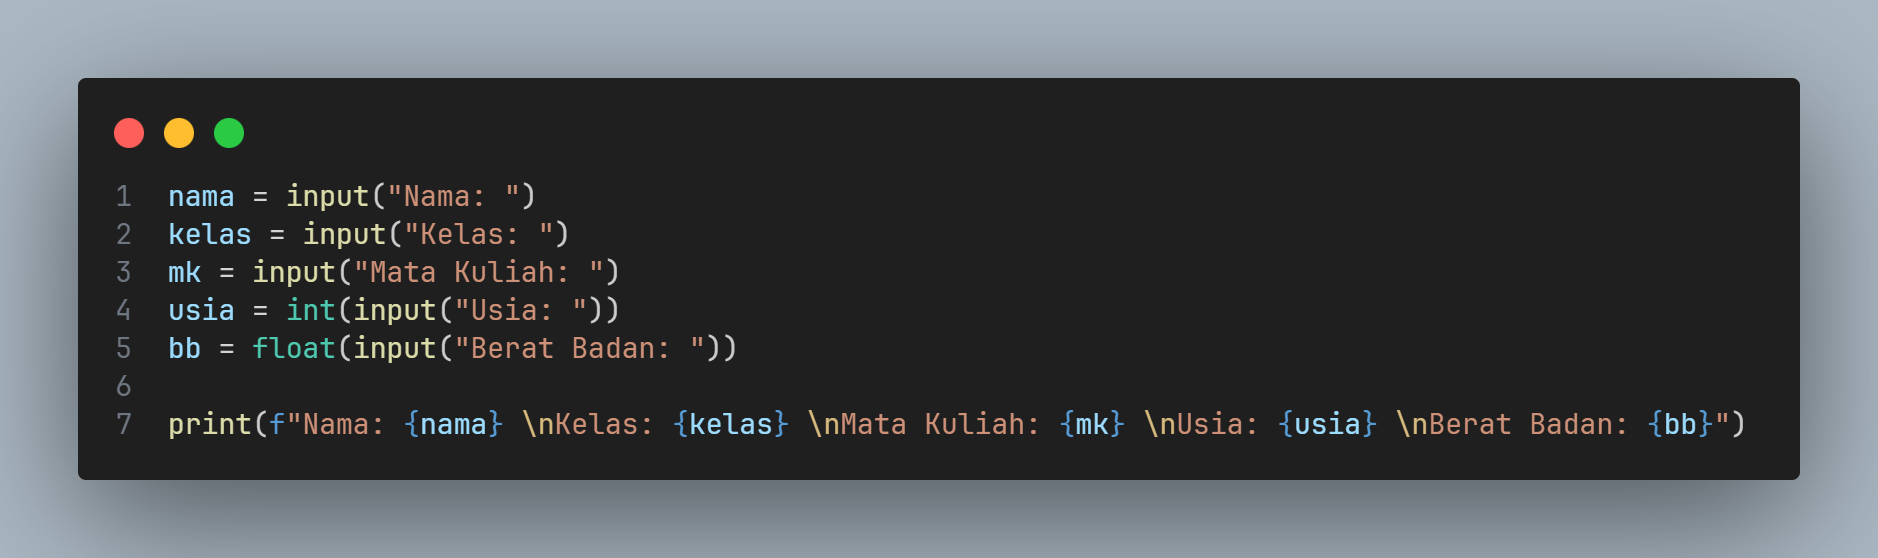 1 nama = input("Nama: ")
2 kelas = input("Kelas: ")
3 mk = input("Mata Kuliah: ")
4 usia = int(input("Usia: "))
5 bb = float(input("Berat Badan: "))
6
7 print(f"Nama: {nama} \nKelas: {kelas} \nMata Kuliah: {mk} \nUsia: {usia} \nBerat Badan: {bb}")